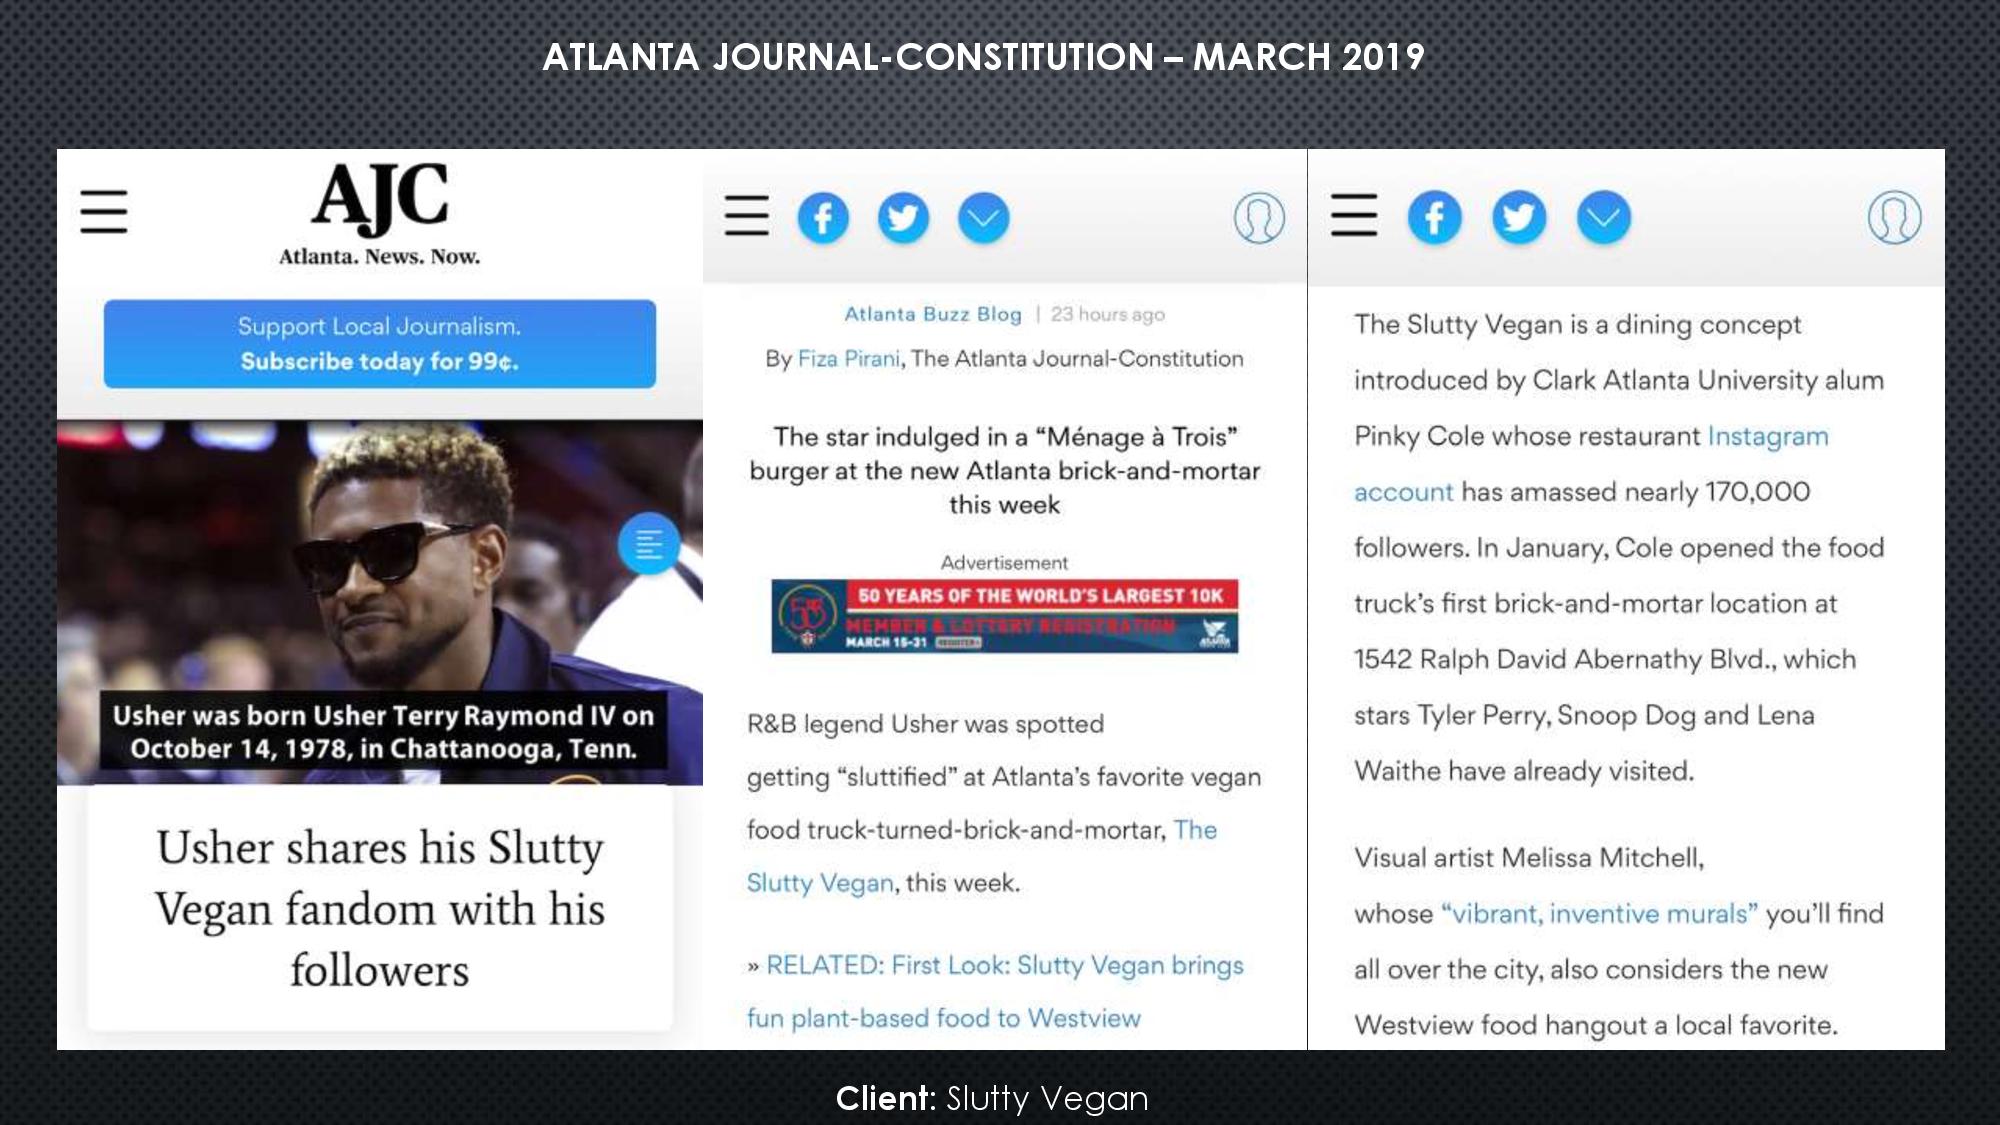 ATLANTA JOURNAL-CONSTITUTION – MARCH 2019
AJC
Atlanta. News. Now.
Support Local Journalism.
Subscribe today for 99¢.
Usher was born Usher Terry Raymond IV on
October 14, 1978, in Chattanooga, Tenn.
Usher shares his Slutty
Vegan fandom with his
followers
Atlanta Buzz Blog | 23 hours ago
By Fiza Pirani, The Atlanta Journal-Constitution
The star indulged in a “Ménage à Trois”
burger at the new Atlanta brick-and-mortar
this week
Advertisement
50 YEARS OF THE WORLD'S LARGEST 10K
MEMBER & LOTTERY REGISTRATION
MARCH 15-31
R&B legend Usher was spotted
getting “sluttified” at Atlanta’s favorite vegan
food truck-turned-brick-and-mortar, The
Slutty Vegan, this week.
» RELATED: First Look: Slutty Vegan brings
fun plant-based food to Westview
The Slutty Vegan is a dining concept
introduced by Clark Atlanta University alum
Pinky Cole whose restaurant Instagram
account has amassed nearly 170,000
followers. In January, Cole opened the food
truck’s first brick-and-mortar location at
1542 Ralph David Abernathy Blvd., which
stars Tyler Perry, Snoop Dog and Lena
Waithe have already visited.
Visual artist Melissa Mitchell,
whose “vibrant, inventive murals” you’ll find
all over the city, also considers the new
Westview food hangout a local favorite.
Client: Slutty Vegan